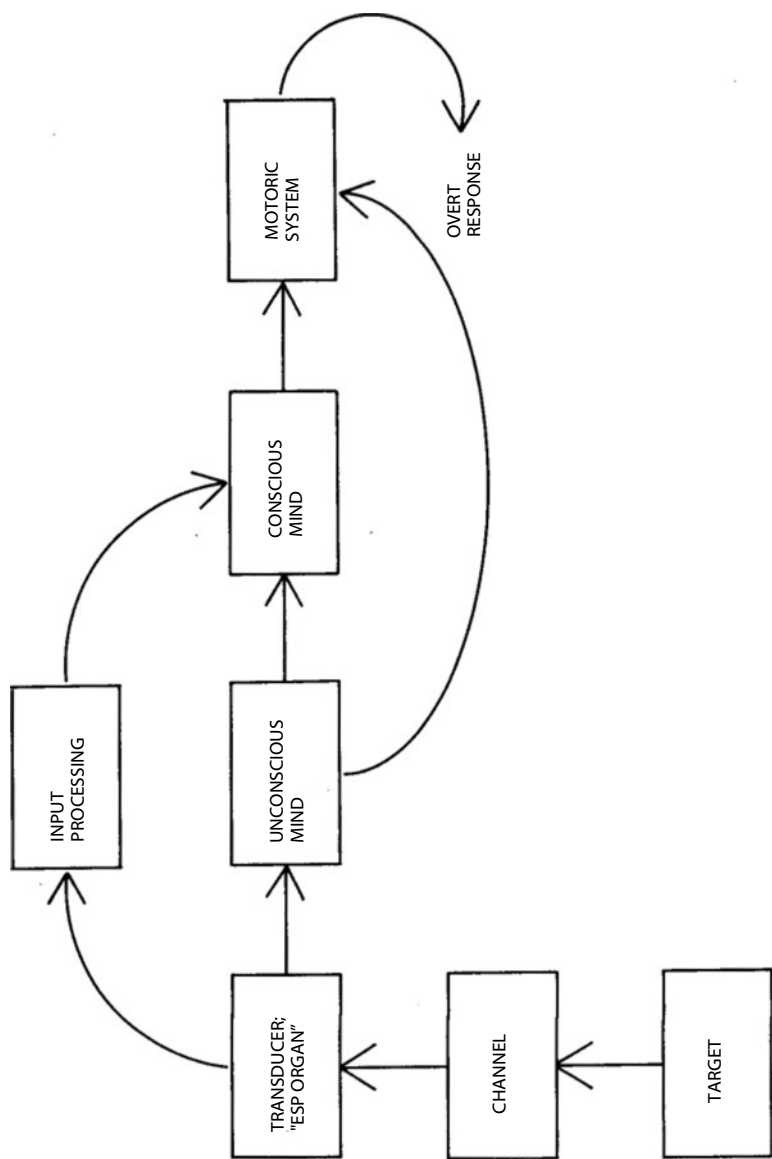 TARGET
CHANNEL
TRANSDUCER;
"ESP ORGAN"
INPUT
PROCESSING
UNCONSCIOUS
MIND
CONSCIOUS
MIND
MOTORIC
SYSTEM
OVERT
RESPONSE